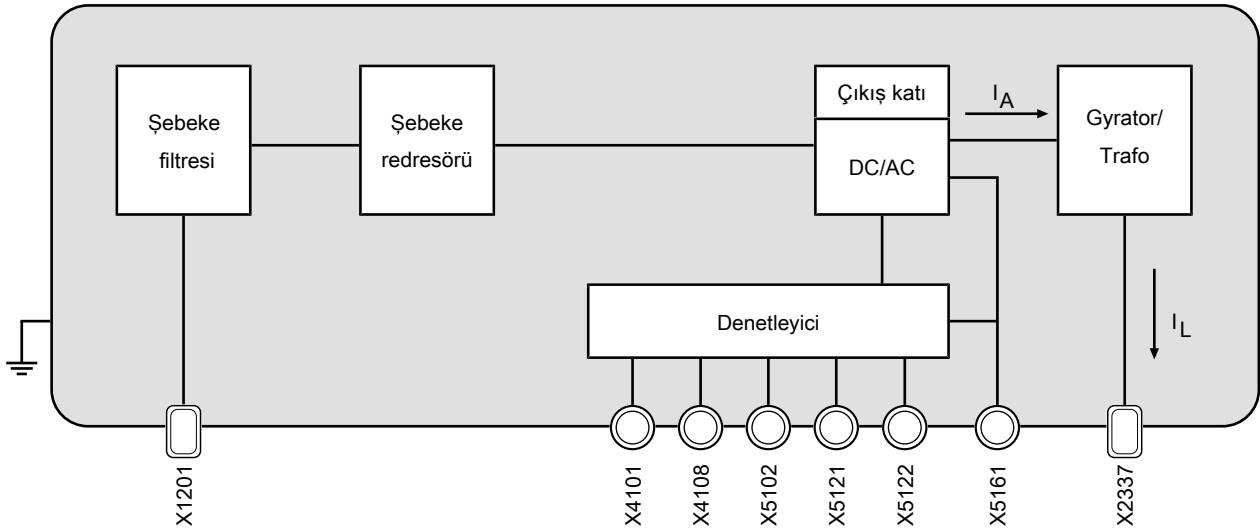 Şebeke
filtresi
Şebeke
redresörü
Çıkış katı
DC/AC
I_A
Gyrator/
Trafo
Denetleyici
I_L
X1201
X4101
X4108
X5102
X5121
X5122
X5161
X2337